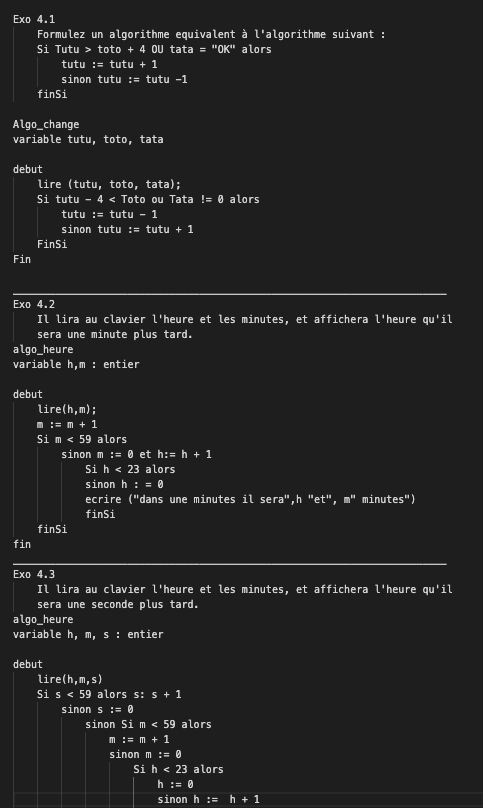 Exo 4.1
Formulez un algorithme equivalent à l'algorithme suivant :
Si Tutu > toto + 4 OU tata = "OK" alors
tutu := tutu + 1
sinon tutu := tutu -1
finSi
Algo_change
variable tutu, toto, tata
debut
lire (tutu, toto, tata);
Si tutu - 4 < Toto ou Tata != 0 alors
tutu := tutu - 1
sinon tutu := tutu + 1
FinSi
Fin
Exo 4.2
Il lira au clavier l'heure et les minutes, et affichera l'heure qu'il
sera une minute plus tard.
algo_heure
variable h,m : entier
debut
lire(h,m);
m := m + 1
Si m < 59 alors
sinon m := 0 et h:= h + 1
Si h < 23 alors
sinon h : = 0
ecrire ("dans une minutes il sera",h "et", m" minutes")
finSi
finSi
fin
Exo 4.3
Il lira au clavier l'heure et les minutes, et affichera l'heure qu'il
sera une seconde plus tard.
algo_heure
variable h, m, s : entier
debut
lire(h,m,s)
Si s < 59 alors s: s + 1
sinon s := 0
sinon Si m < 59 alors
m := m + 1
sinon m := 0
Si h < 23 alors
h := 0
sinon h :=  h + 1